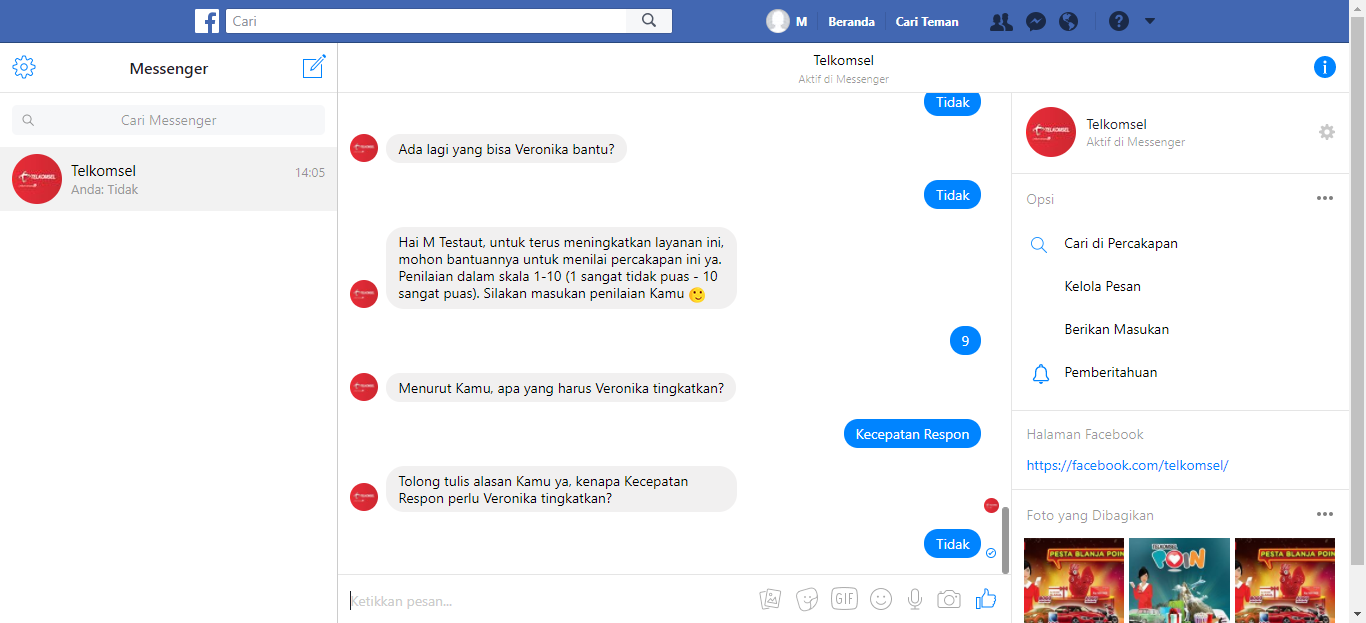 Cari
M
Beranda
Cari Teman
Messenger
Cari Messenger
Telkomsel
14:05
Anda: Tidak
Telkomsel
Aktif di Messenger
Tidak
Ada lagi yang bisa Veronika bantu?
Tidak
Hai M Testaut, untuk terus meningkatkan layanan ini,
mohon bantuannya untuk menilai percakapan ini ya.
Penilaian dalam skala 1-10 (1 sangat tidak puas - 10
sangat puas). Silakan masukan penilaian Kamu 🙂
9
Menurut Kamu, apa yang harus Veronika tingkatkan?
Kecepatan Respon
Tolong tulis alasan Kamu ya, kenapa Kecepatan
Respon perlu Veronika tingkatkan?
Tidak
Ketikkan pesan...
GIF
Telkomsel
Aktif di Messenger
Opsi
Cari di Percakapan
Kelola Pesan
Berikan Masukan
Pemberitahuan
Halaman Facebook
https://facebook.com/telkomsel/
Foto yang Dibagikan
PESTA BLANJA POIN
TELKOMSEL
POIN
PESTA BLANJA POIN